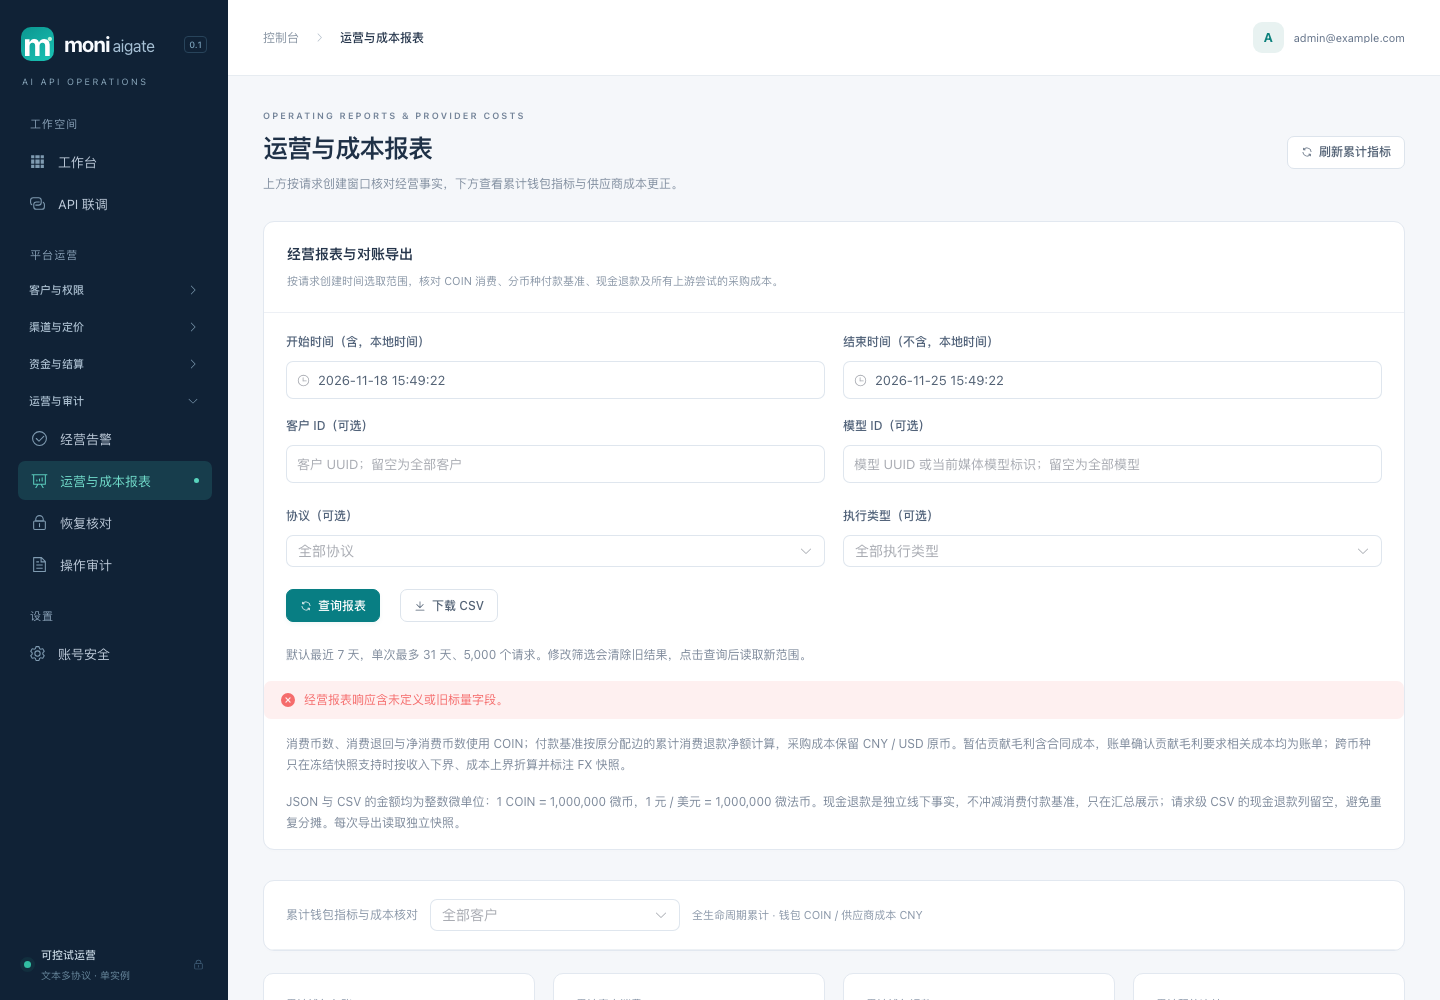 moni aigate
0.1
AI API OPERATIONS
工作空间
工作台
API 联调
平台运营
客户与权限
渠道与定价
资金与结算
运营与审计
经营告警
运营与成本报表
恢复核对
操作审计
设置
账号安全
可控试运营
文本多协议 · 单实例
控制台
运营与成本报表
A
admin@example.com
OPERATING REPORTS & PROVIDER COSTS
运营与成本报表
上方按请求创建窗口核对经营事实，下方查看累计钱包指标与供应商成本更正。
刷新累计指标
经营报表与对账导出
按请求创建时间选取范围，核对 COIN 消费、分币种付款基准、现金退款及所有上游尝试的采购成本。
开始时间（含，本地时间）
结束时间（不含，本地时间）
2026-11-18 15:49:22
2026-11-25 15:49:22
客户 ID（可选）
模型 ID（可选）
客户 UUID；留空为全部客户
模型 UUID 或当前媒体模型标识；留空为全部模型
协议（可选）
执行类型（可选）
全部协议
全部执行类型
查询报表
下载 CSV
默认最近 7 天，单次最多 31 天、5,000 个请求。修改筛选会清除旧结果，点击查询后读取新范围。
经营报表响应含未定义或旧标量字段。
消费币数、消费退回与净消费币数使用 COIN；付款基准按原分配边的累计消费退款净额计算，采购成本保留 CNY / USD 原币。暂估贡献毛利含合同成本，账单确认贡献毛利要求相关成本均为账单；跨币种
只在冻结快照支持时按收入下界、成本上界折算并标注 FX 快照。
JSON 与 CSV 的金额均为整数微单位：1 COIN = 1,000,000 微币，1 元 / 美元 = 1,000,000 微法币。现金退款是独立线下事实，不冲减消费付款基准，只在汇总展示；请求级 CSV 的现金退款列留空，避免重
复分摊。每次导出读取独立快照。
累计钱包指标与成本核对
全部客户
全生命周期累计 · 钱包 COIN / 供应商成本 CNY